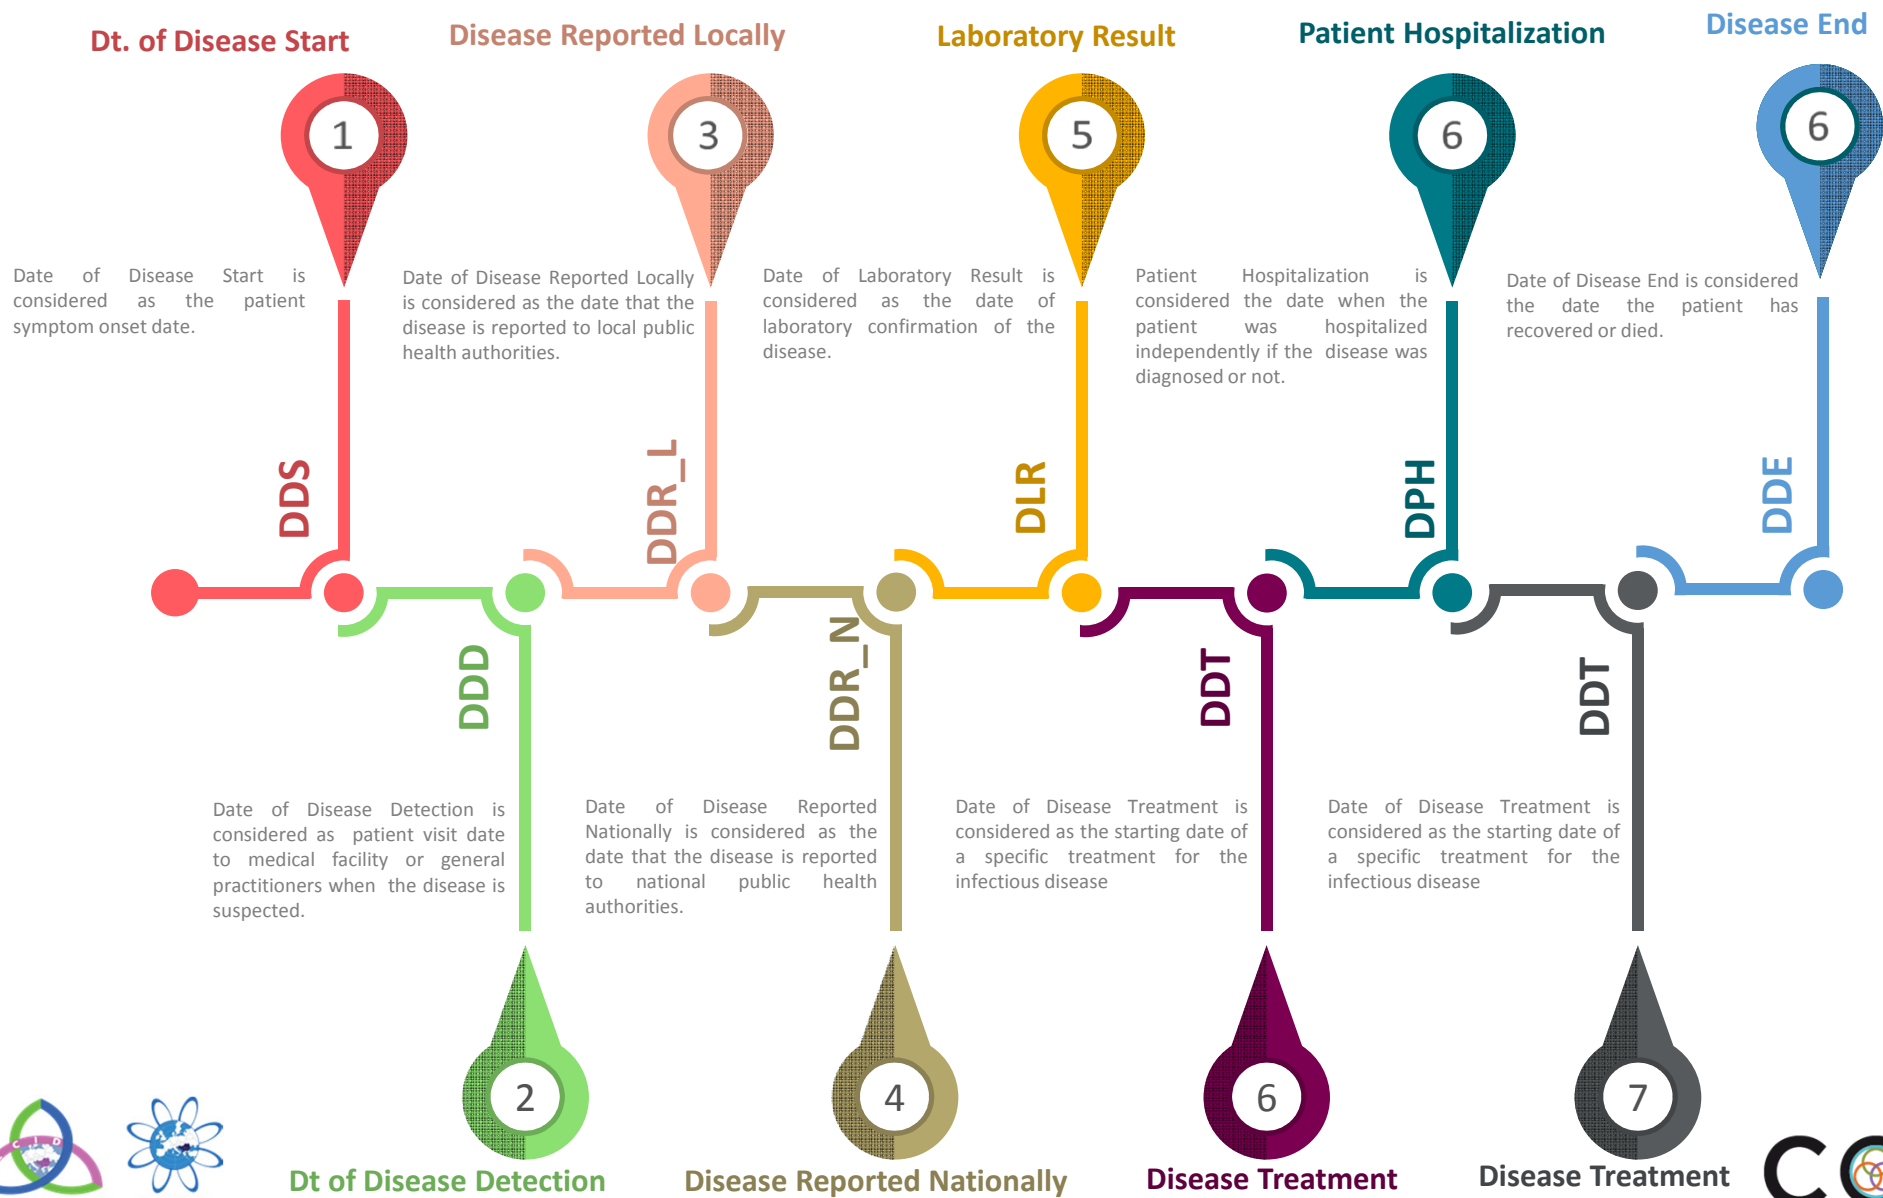 Dt. of Disease Start
Disease Reported Locally
Laboratory Result
Patient Hospitalization
Disease End
1
3
5
6
6
Date of Disease Start is
considered as the patient
symptom onset date.
Date of Disease Reported Locally
is considered as the date that the
disease is reported to local public
health authorities.
Date of Laboratory Result is
considered as the date of
laboratory confirmation of the
disease.
Patient Hospitalization is
considered the date when the
patient was hospitalized
independently if the disease was
diagnosed or not.
Date of Disease End is considered
the date the patient has
recovered or died.
DDS
DDR_L
DLR
DPH
DDE
DDD
DDR_N
DDT
DDT
Date of Disease Detection is
considered as patient visit date
to medical facility or general
practitioners when the disease is
suspected.
Date of Disease Reported
Nationally is considered as the
date that the disease is reported
to national public health
authorities.
Date of Disease Treatment is
considered as the starting date of
a specific treatment for the
infectious disease
Date of Disease Treatment is
considered as the starting date of
a specific treatment for the
infectious disease
2
4
6
7
Dt of Disease Detection
Disease Reported Nationally
Disease Treatment
Disease Treatment
C I D
CO